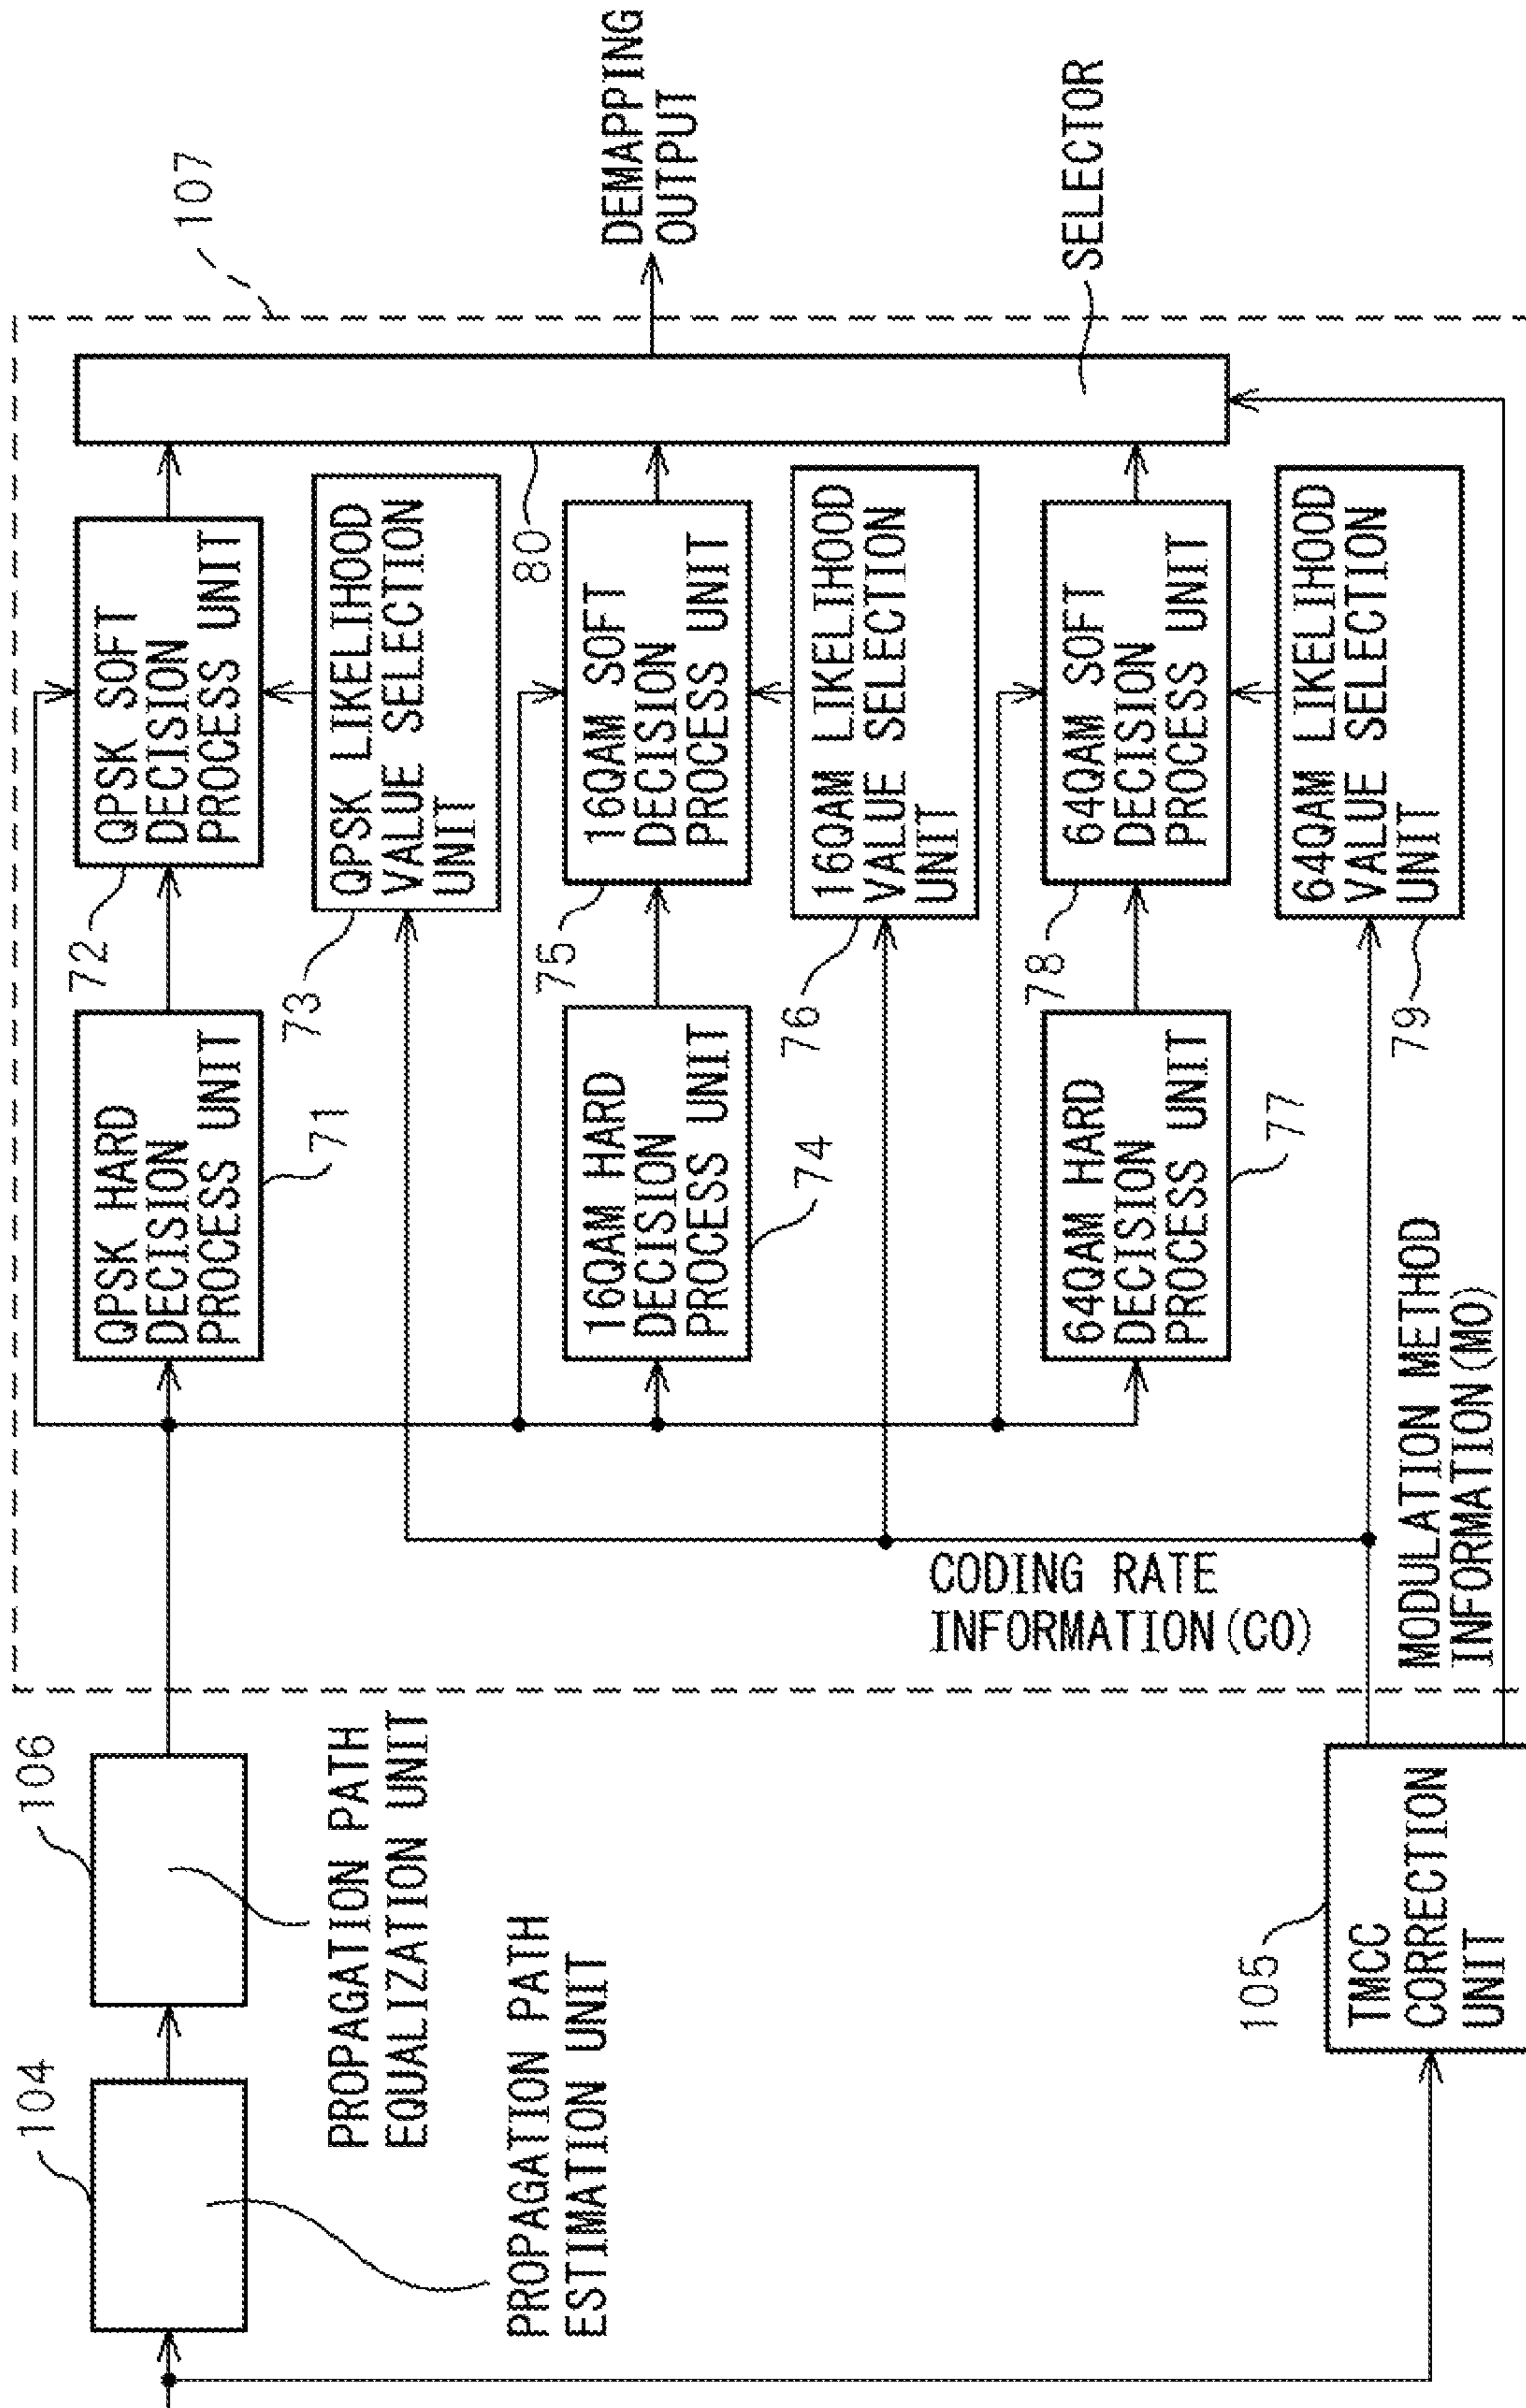 104
106
PROPAGATION PATH
EQUALIZATION UNIT
PROPAGATION PATH
ESTIMATION UNIT
105
TMCC
CORRECTION
UNIT
107
QPSK HARD
DECISION
PROCESS UNIT
71
72
QPSK SOFT
DECISION
PROCESS UNIT
73
QPSK LIKELIHOOD
VALUE SELECTION
UNIT
16QAM HARD
DECISION
PROCESS UNIT
74
75
16QAM SOFT
DECISION
PROCESS UNIT
76
16QAM LIKELIHOOD
VALUE SELECTION
UNIT
64QAM HARD
DECISION
PROCESS UNIT
77
78
64QAM SOFT
DECISION
PROCESS UNIT
79
64QAM LIKELIHOOD
VALUE SELECTION
UNIT
80
CODING RATE
INFORMATION(CO)
MODULATION METHOD
INFORMATION(MO)
DEMAPPING
OUTPUT
SELECTOR